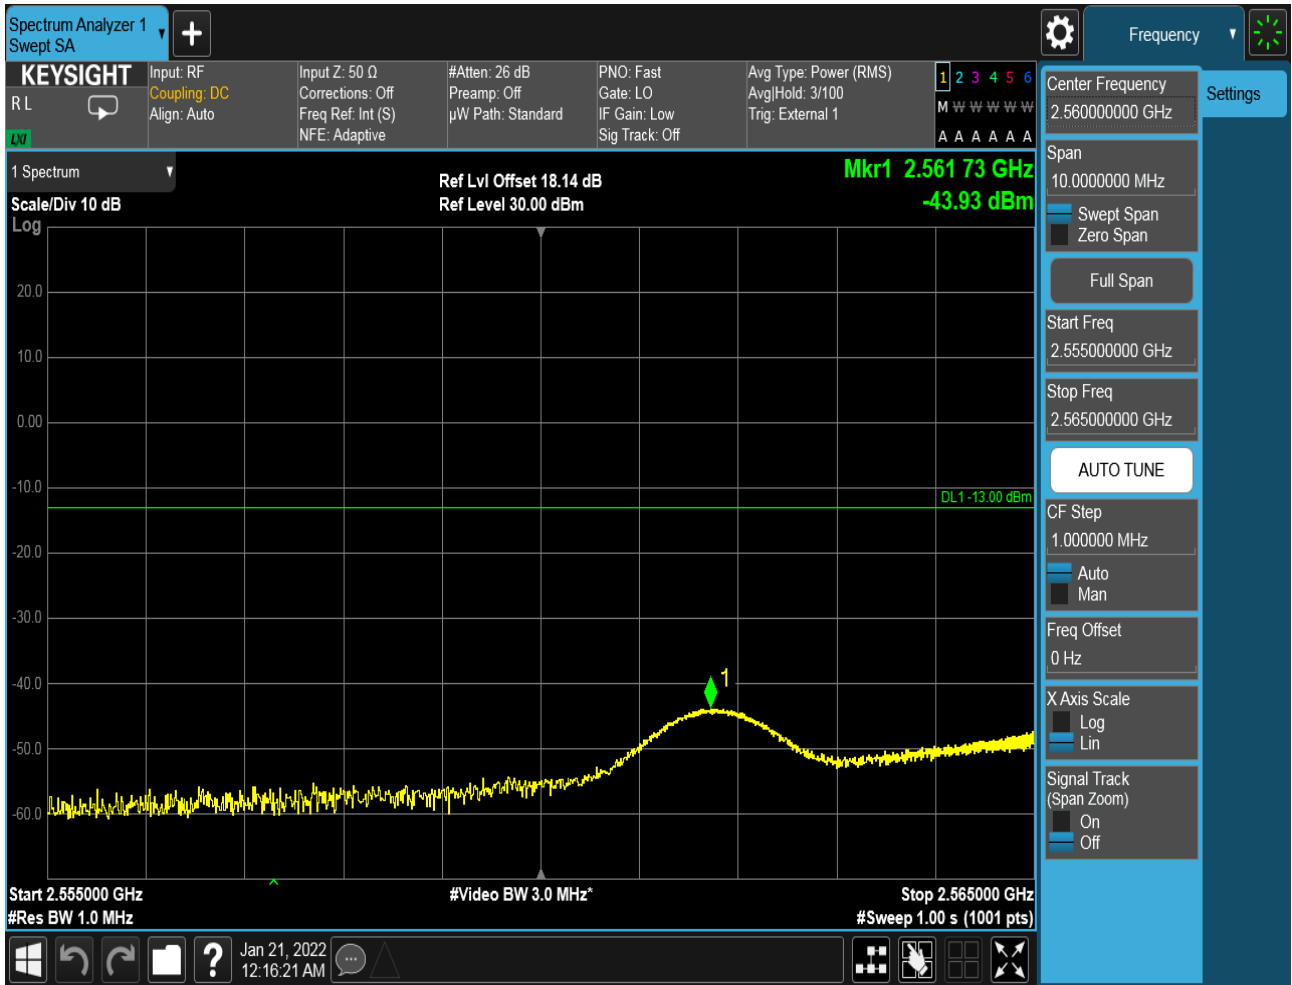 Spectrum Analyzer 1
Swept SA
Frequency
KEYSIGHT
R L
LXI
Input: RF
Coupling: DC
Align: Auto
Input Z: 50 Ω
Corrections: Off
Freq Ref: Int (S)
NFE: Adaptive
#Atten: 26 dB
Preamp: Off
µW Path: Standard
PNO: Fast
Gate: LO
IF Gain: Low
Sig Track: Off
Avg Type: Power (RMS)
Avg|Hold: 3/100
Trig: External 1
1 2 3 4 5 6
M W W W W W
A A A A A A
1 Spectrum
Scale/Div 10 dB
Log
Ref Lvl Offset 18.14 dB
Ref Level 30.00 dBm
Mkr1 2.561 73 GHz
-43.93 dBm
20.0
10.0
0.00
-10.0
-20.0
-30.0
-40.0
-50.0
-60.0
DL1 -13.00 dBm
1
Start 2.555000 GHz
#Res BW 1.0 MHz
#Video BW 3.0 MHz*
Stop 2.565000 GHz
#Sweep 1.00 s (1001 pts)
?
Jan 21, 2022
12:16:21 AM
Center Frequency
2.560000000 GHz
Settings
Span
10.0000000 MHz
Swept Span
Zero Span
Full Span
Start Freq
2.555000000 GHz
Stop Freq
2.565000000 GHz
AUTO TUNE
CF Step
1.000000 MHz
Auto
Man
Freq Offset
0 Hz
X Axis Scale
Log
Lin
Signal Track
(Span Zoom)
On
Off